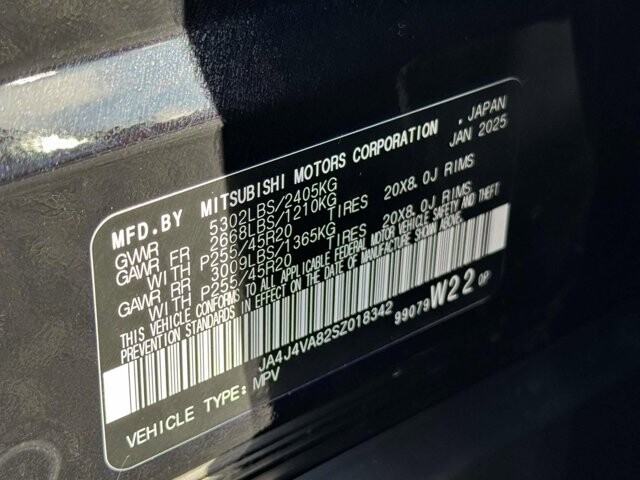 MFD.BY MITSUBISHI MOTORS CORPORATION . JAPAN
JAN 2025
GVWR 5302LBS/2405KG
GAWR FR 2668LBS/1210KG
WITH P255/45R20 TIRES 20X8.0J RIMS
GAWR RR 3009LBS/1365KG
WITH P255/45R20 TIRES 20X8.0J RIMS
THIS VEHICLE CONFORMS TO ALL APPLICABLE FEDERAL MOTOR VEHICLE SAFETY AND THEFT
PREVENTION STANDARDS IN EFFECT ON THE DATE OF MANUFACTURE SHOWN ABOVE.
JA4J4VA82SZ018342 99079 W22 0P
VEHICLE TYPE: MPV